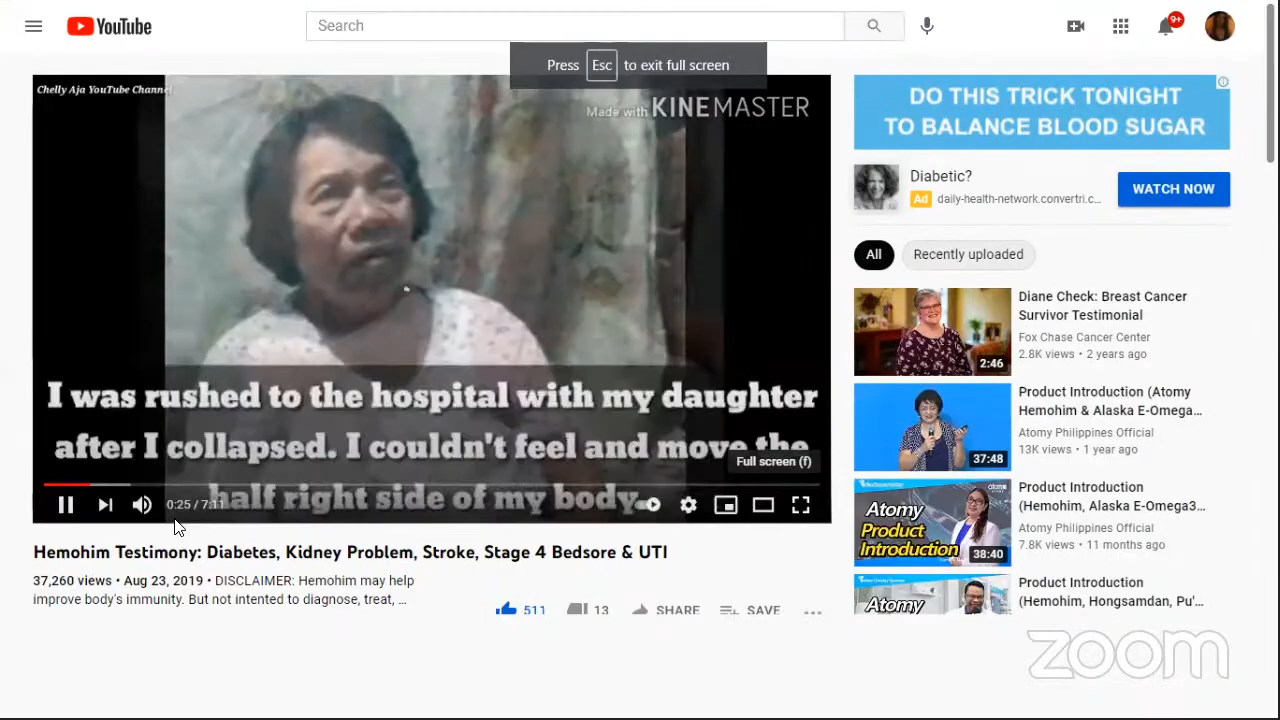 YouTube
Search
9+
Press Esc to exit full screen
Chelly Aja YouTube Channel
Made with KINEMASTER
I was rushed to the hospital with my daughter
after I collapsed. I couldn't feel and move the
half right side of my body.
Full screen (f)
0:25 / 7:11
Hemohim Testimony: Diabetes, Kidney Problem, Stroke, Stage 4 Bedsore & UTI
37,260 views • Aug 23, 2019 • DISCLAIMER: Hemohim may help
improve body's immunity. But not intended to diagnose, treat, ...
511 13 SHARE SAVE ...
DO THIS TRICK TONIGHT
TO BALANCE BLOOD SUGAR
Diabetic?
Ad daily-health-network.convertri.c...
WATCH NOW
All Recently uploaded
Diane Check: Breast Cancer
Survivor Testimonial
Fox Chase Cancer Center
2.8K views • 2 years ago
2:46
Product Introduction (Atomy
Hemohim & Alaska E-Omega...
Atomy Philippines Official
13K views • 1 year ago
37:48
Product Introduction
(Hemohim, Alaska E-Omega3...
Atomy Philippines Official
7.8K views • 11 months ago
Atomy
Product
Introduction
38:40
Product Introduction
(Hemohim, Hongsamdan, Pu'...
Atomy
zoom